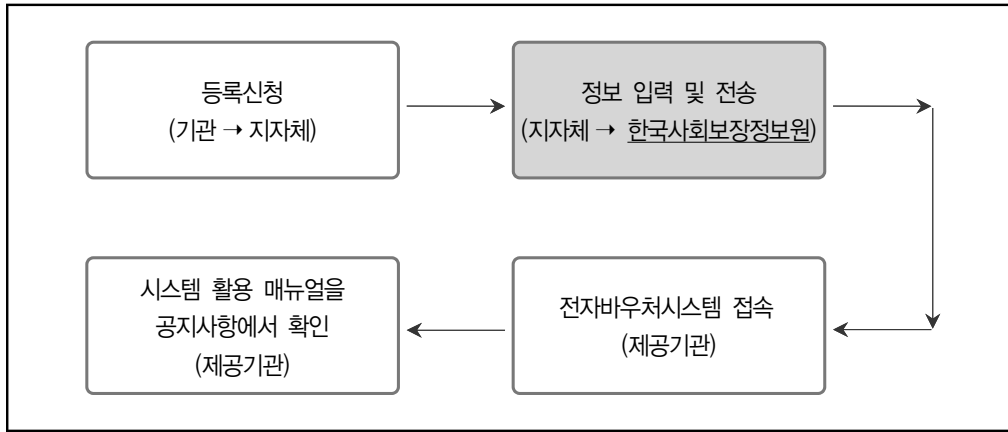 등록신청
(기관 → 지자체)
정보 입력 및 전송
(지자체 → 한국사회보장정보원)
전자바우처시스템 접속
(제공기관)
시스템 활용 매뉴얼을
공지사항에서 확인
(제공기관)